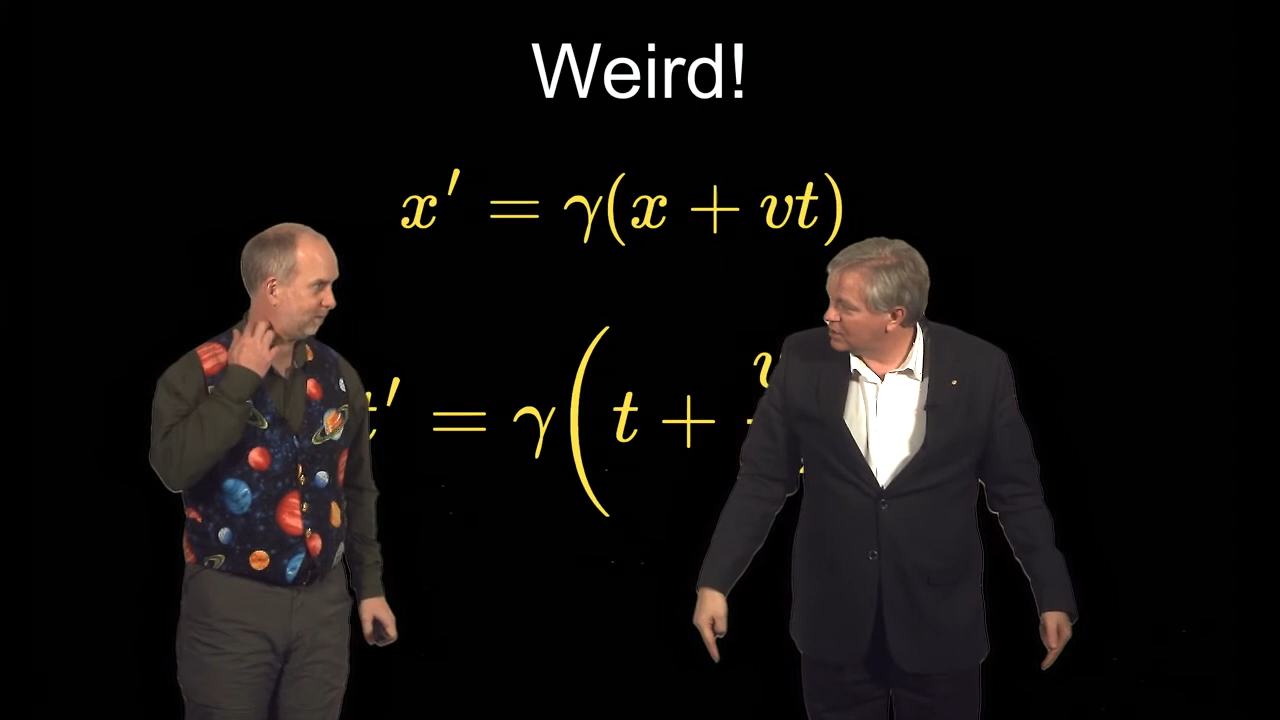 Weird!
x′ = γ(x + vt)
t′ = γ(t +